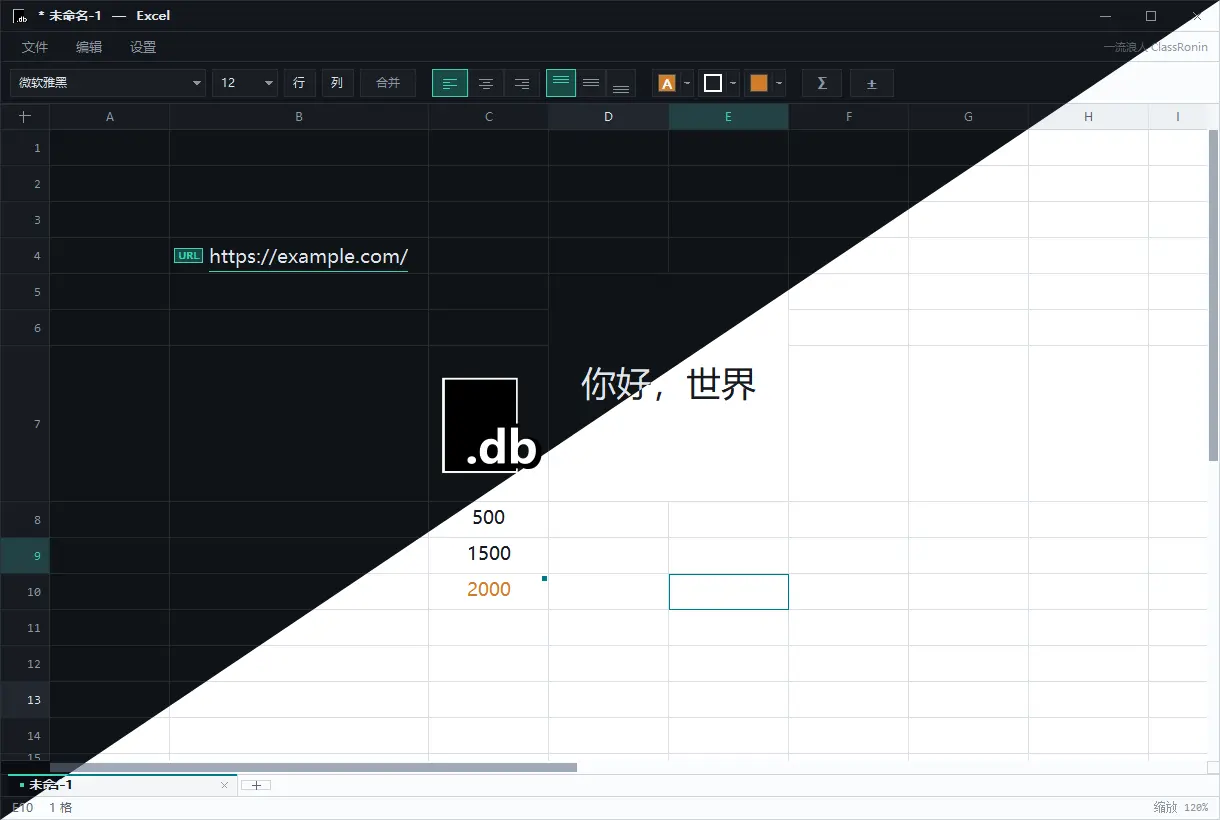 .db * 未命名-1 — Excel
文件 编辑 设置 一流浪人 ClassRonin
微软雅黑 12 行 列 合并 A Σ ±
A B C D E F G H I
1
2
3
4 URL https://example.com/
5
6
7 .db 你好，世界
8 500
9 1500
10 2000
11
12
13
14
15
未命名-1 × +
E10 1 格 缩放 120%